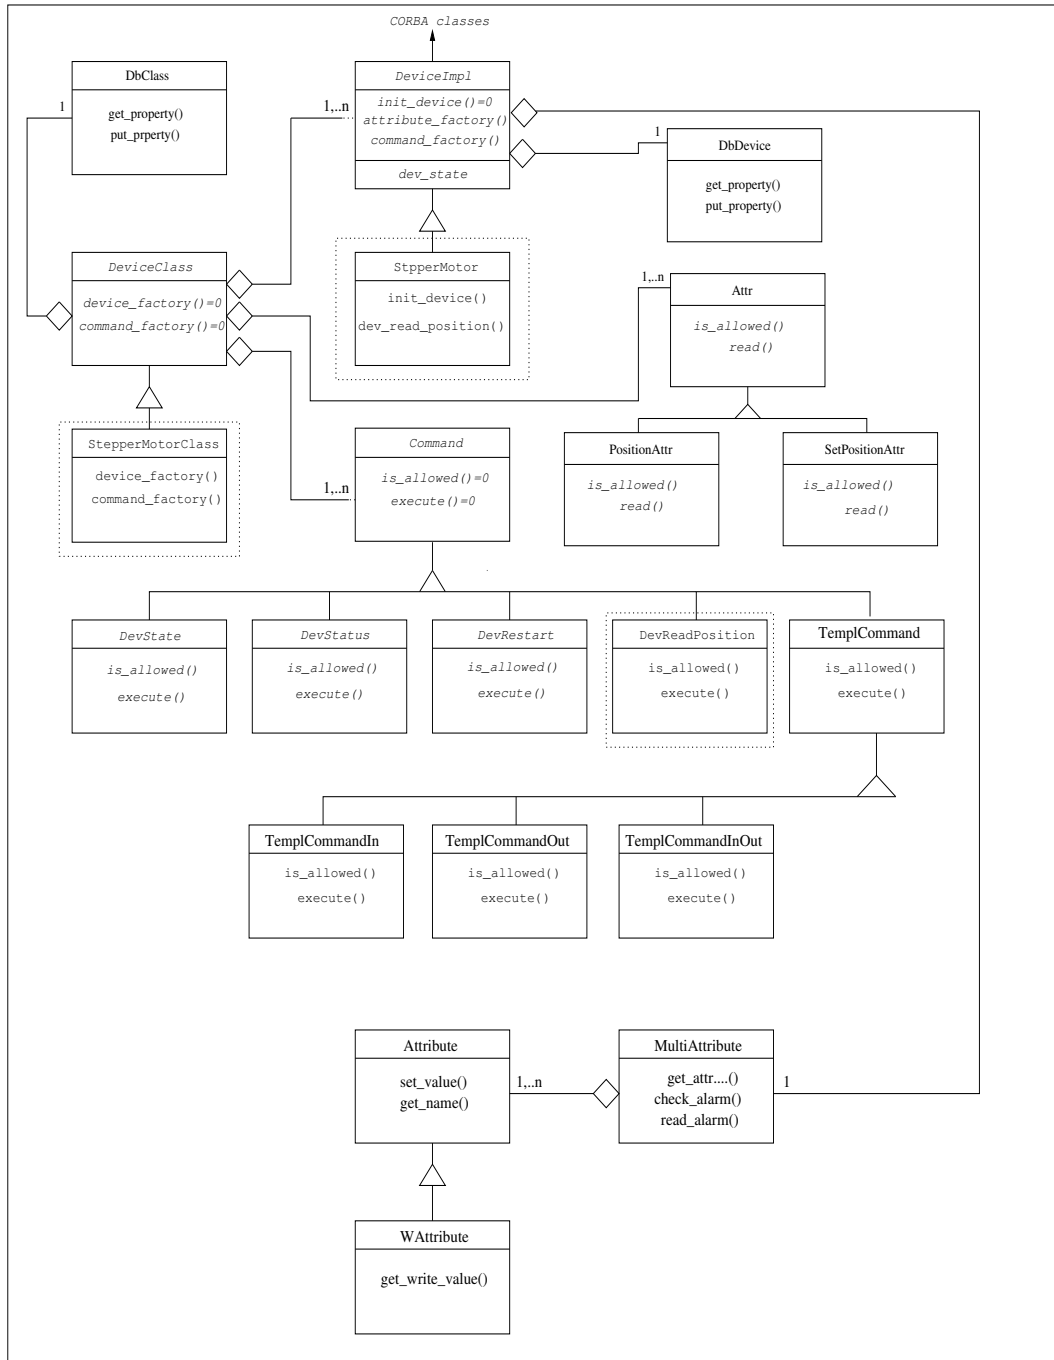 CORBA classes
DbClass
get_property()
put_prperty()
1
DeviceImpl
init_device()=0
attribute_factory()
command_factory()
dev_state
1,..n
1
DbDevice
get_property()
put_property()
DeviceClass
device_factory()=0
command_factory()=0
StpperMotor
init_device()
dev_read_position()
1,..n
Attr
is_allowed()
read()
StepperMotorClass
device_factory()
command_factory()
Command
is_allowed()=0
execute()=0
1,..n
PositionAttr
is_allowed()
read()
SetPositionAttr
is_allowed()
read()
DevState
is_allowed()
execute()
DevStatus
is_allowed()
execute()
DevRestart
is_allowed()
execute()
DevReadPosition
is_allowed()
execute()
TemplCommand
is_allowed()
execute()
TemplCommandIn
is_allowed()
execute()
TemplCommandOut
is_allowed()
execute()
TemplCommandInOut
is_allowed()
execute()
Attribute
set_value()
get_name()
1,..n
MultiAttribute
get_attr....()
check_alarm()
read_alarm()
1
WAttribute
get_write_value()